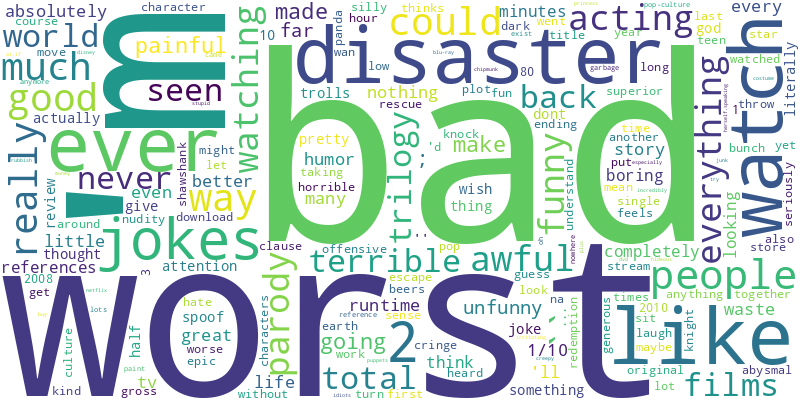 absolutely
character
course
hour
silly
made
far
thinks
could
minutes
went
dark
acting
title
year
pop-culture
last
god
teen
every
star
watched
world
move
disney
painful
m
10
panda
wan
low
disaster
80
long
exist
blu-ray
garbage
much
anymore
stupid
seen
watching
trolls
nothing
rescue
plot
fun
back
superior
literally
throw
1
yet
good
actually
chipmunk
dont
ending
time
another
put
especially
everything
watch
costume
bunch
junk
ever
might
let
shawshank
pretty
humor
taking
horrible
many
'd
knock
make
bad
story
boring
mean
single
feels
incredibly
try
really
rubbish
review
never
better
even
way
give
nudity
download
!
trilogy
wish
thing
funny
understand
looking
seriously
also
store
little
thought
around
jokes
references
attention
clause
offensive
pop
..
oh
nowhere
completely
stream
2008
get
3
netflix
lots
terrible
awful
escape
beers
guess
look
people
anything
together
times
worst
hate
spoof
great
worse
epic
parody
characters
runtime
earth
sense
reference
unfunny
joke
na
...
1/10
redemption
generous
2010
sit
laugh
maybe
like
knight
waste
abysmal
culture
half
tv
kind
gross
paint
life
without
going
work
total
2
cringe
think
heard
'll
something
turn
first
puppets
idiots
creepy
original
lot
films